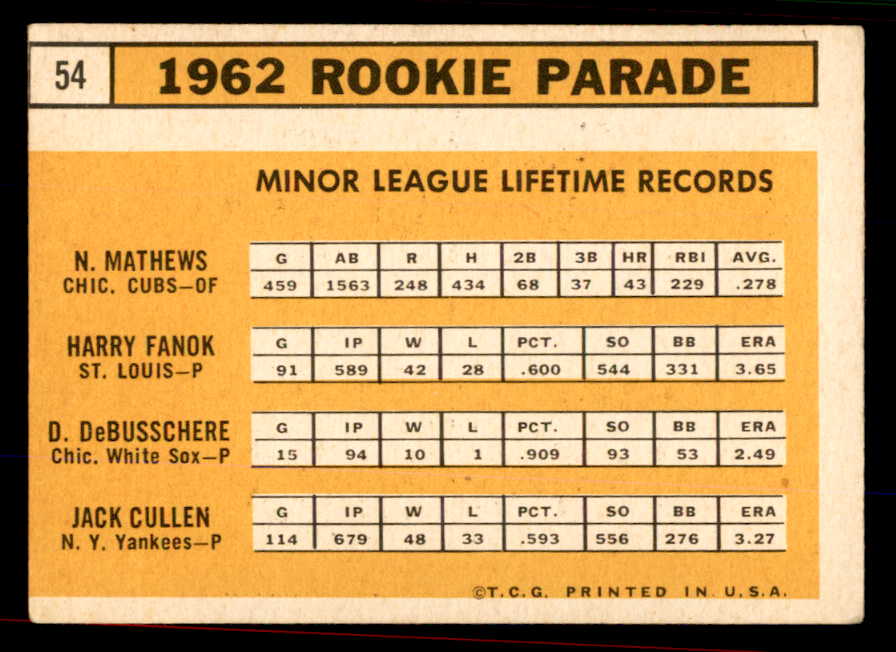 54 1962 ROOKIE PARADE
MINOR LEAGUE LIFETIME RECORDS
N. MATHEWS
CHIC. CUBS–OF
G AB R H 2B 3B HR RBI AVG.
459 1563 248 434 68 37 43 229 .278
HARRY FANOK
ST. LOUIS–P
G IP W L PCT. SO BB ERA
91 589 42 28 .600 544 331 3.65
D. DeBUSSCHERE
Chic. White Sox–P
G IP W L PCT. SO BB ERA
15 94 10 1 .909 93 53 2.49
JACK CULLEN
N. Y. Yankees–P
G IP W L PCT. SO BB ERA
114 679 48 33 .593 556 276 3.27
©T.C.G. PRINTED IN U.S.A.